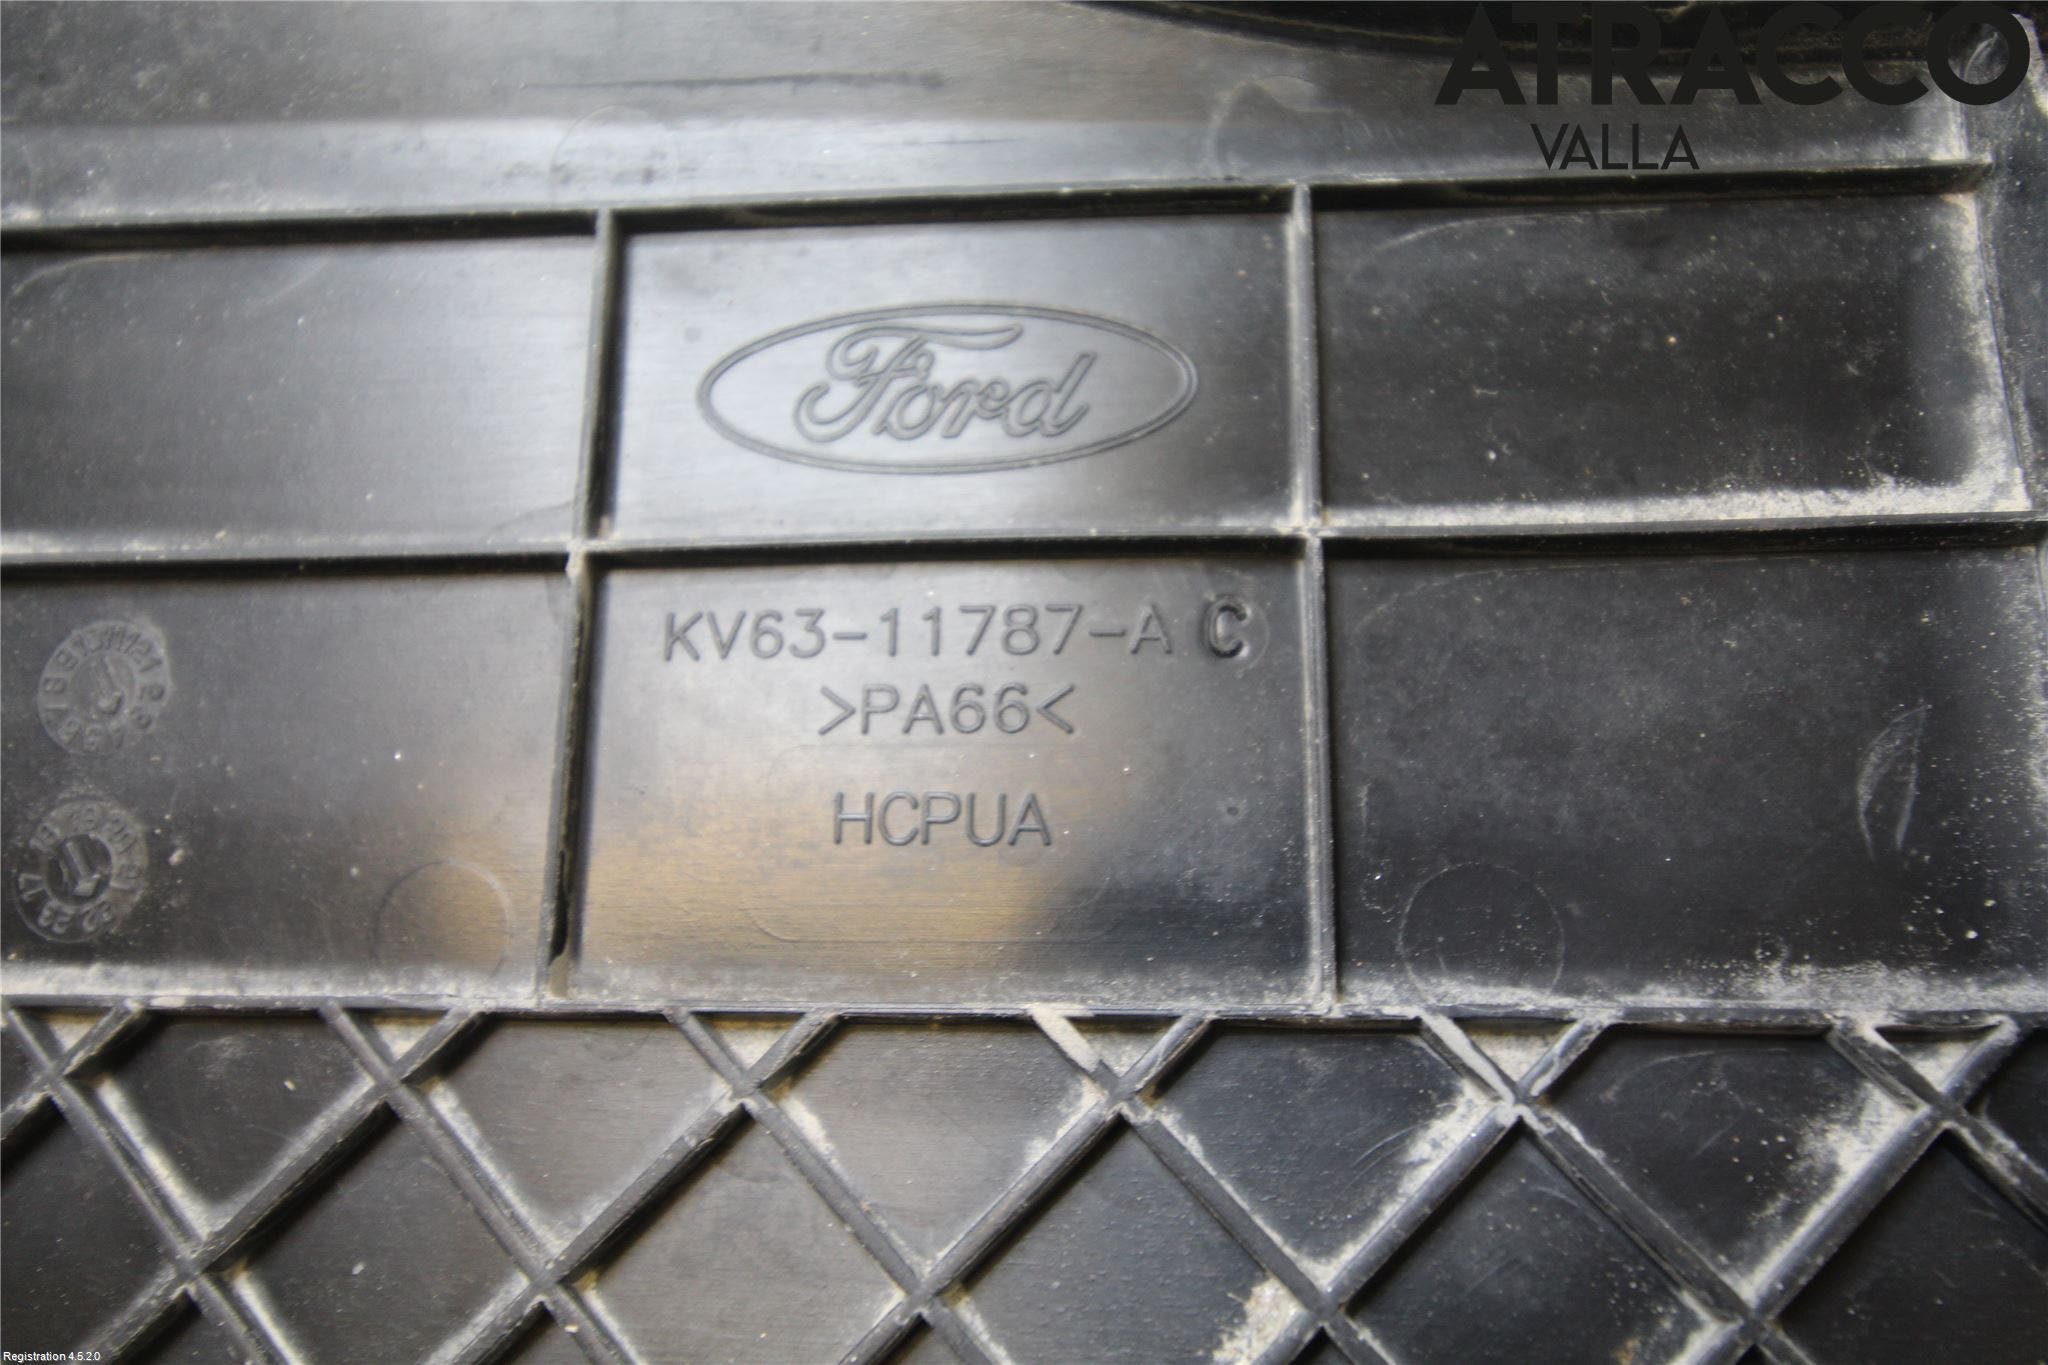 ATRACCO
VALLA
Ford
KV63-11787-A C
>PA66<
HCPUA
Registration 4.5.2.0